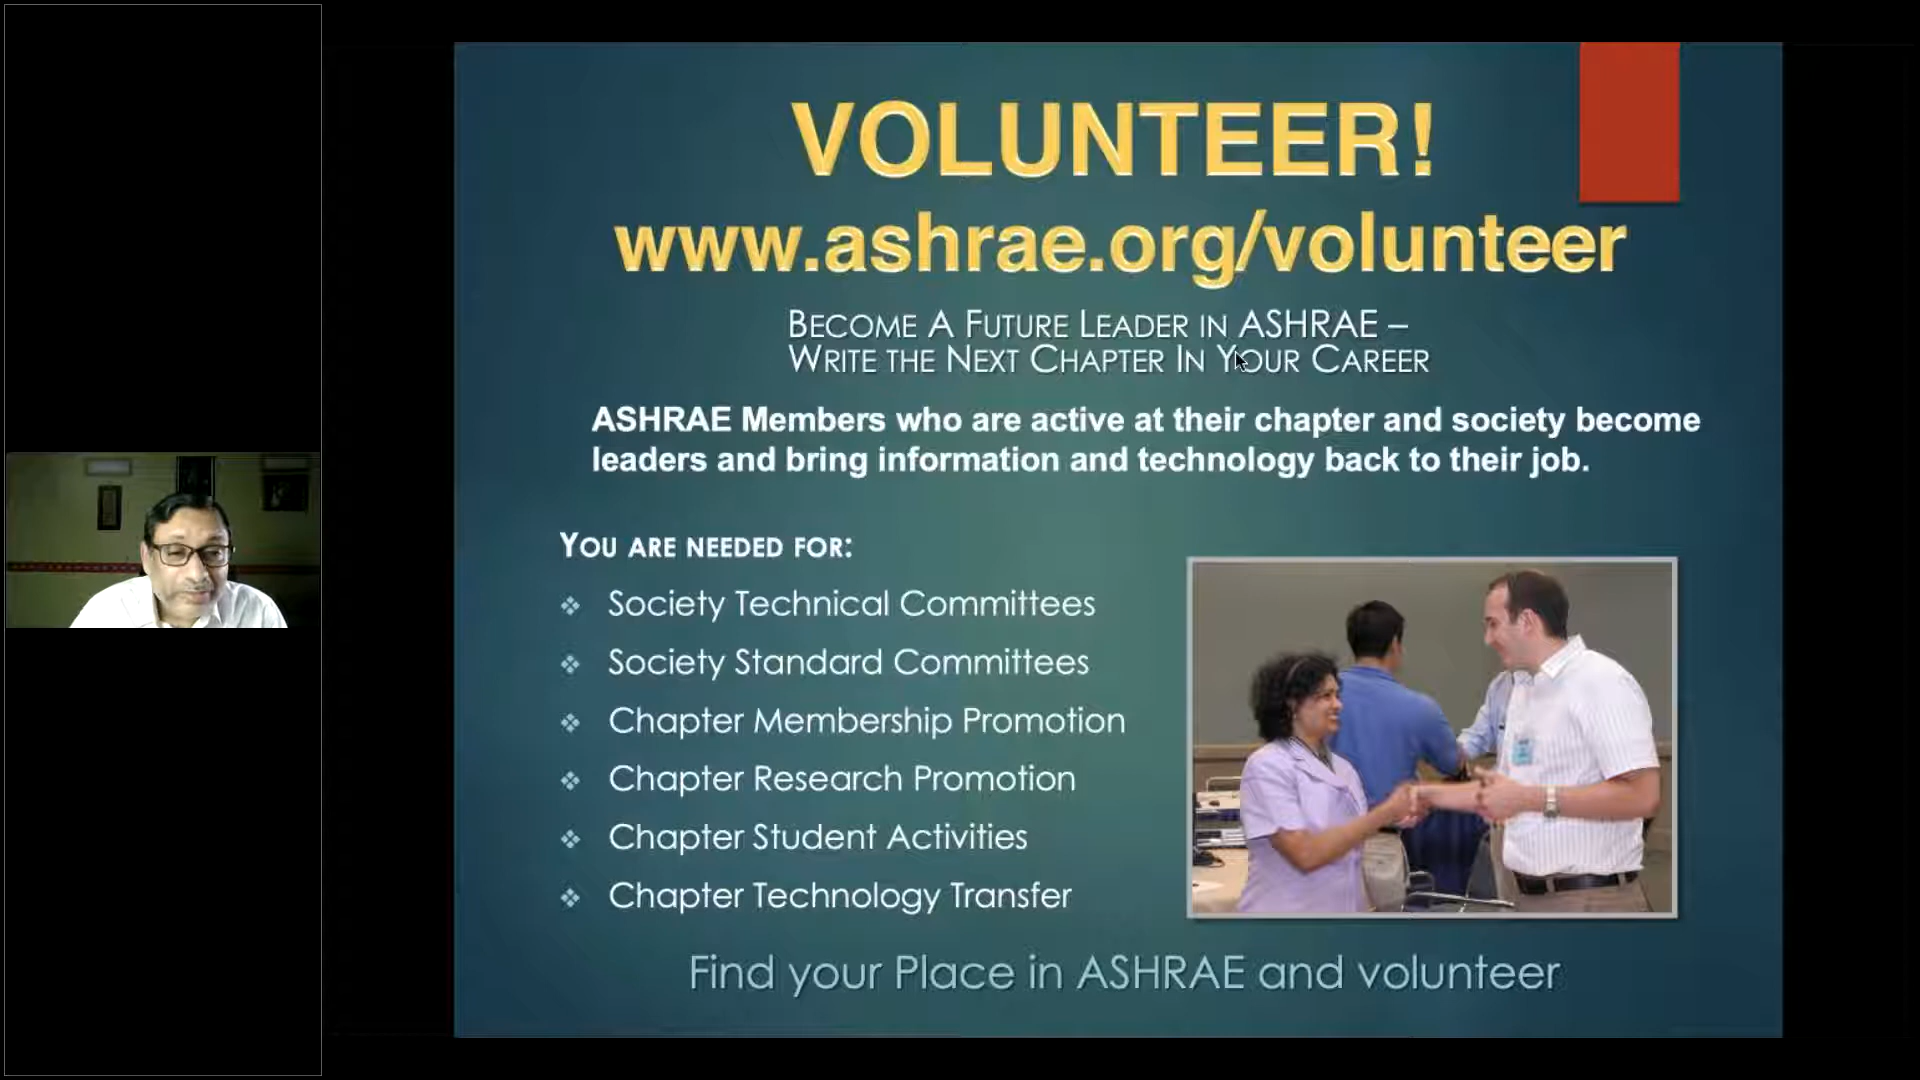 VOLUNTEER!
www.ashrae.org/volunteer
BECOME A FUTURE LEADER IN ASHRAE –
WRITE THE NEXT CHAPTER IN YOUR CAREER
ASHRAE Members who are active at their chapter and society become
leaders and bring information and technology back to their job.
YOU ARE NEEDED FOR:
Society Technical Committees
Society Standard Committees
Chapter Membership Promotion
Chapter Research Promotion
Chapter Student Activities
Chapter Technology Transfer
Find your Place in ASHRAE and volunteer